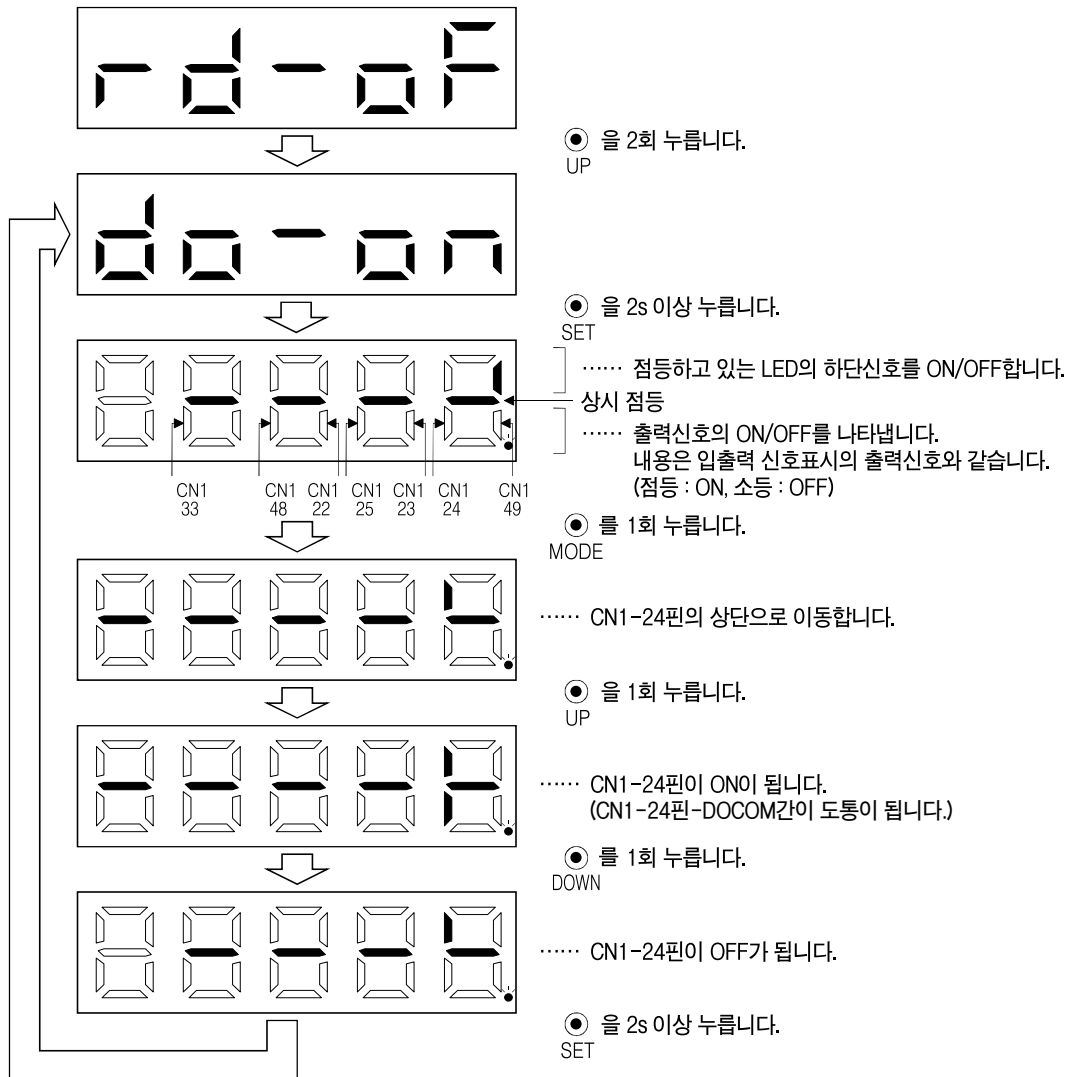 rd-oF
을 2회 누릅니다.
UP
do-on
을 2s 이상 누릅니다.
SET
…… 점등하고 있는 LED의 하단신호를 ON/OFF합니다.
상시 점등
…… 출력신호의 ON/OFF를 나타냅니다.
내용은 입출력 신호표시의 출력신호와 같습니다.
(점등 : ON, 소등 : OFF)
CN1 CN1 CN1 CN1 CN1 CN1 CN1
33 48 22 25 23 24 49
를 1회 누릅니다.
MODE
…… CN1-24핀의 상단으로 이동합니다.
을 1회 누릅니다.
UP
…… CN1-24핀이 ON이 됩니다.
(CN1-24핀-DOCOM간이 도통이 됩니다.)
를 1회 누릅니다.
DOWN
…… CN1-24핀이 OFF가 됩니다.
을 2s 이상 누릅니다.
SET